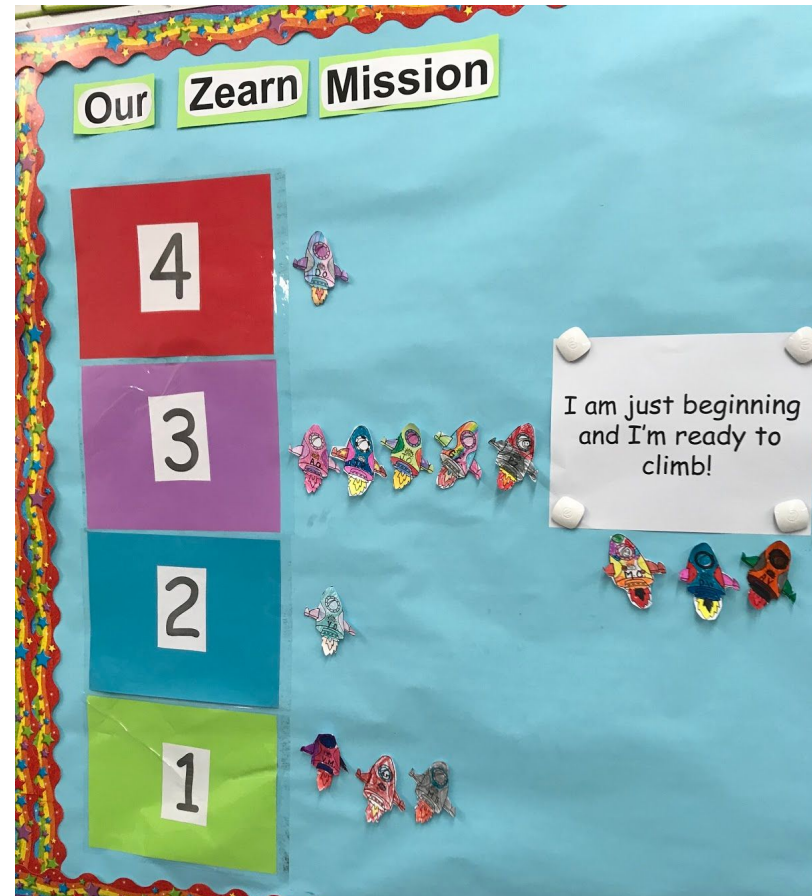 Our Zearn Mission
4
3
I am just beginning
and I'm ready to
climb!
2
M.C.
1